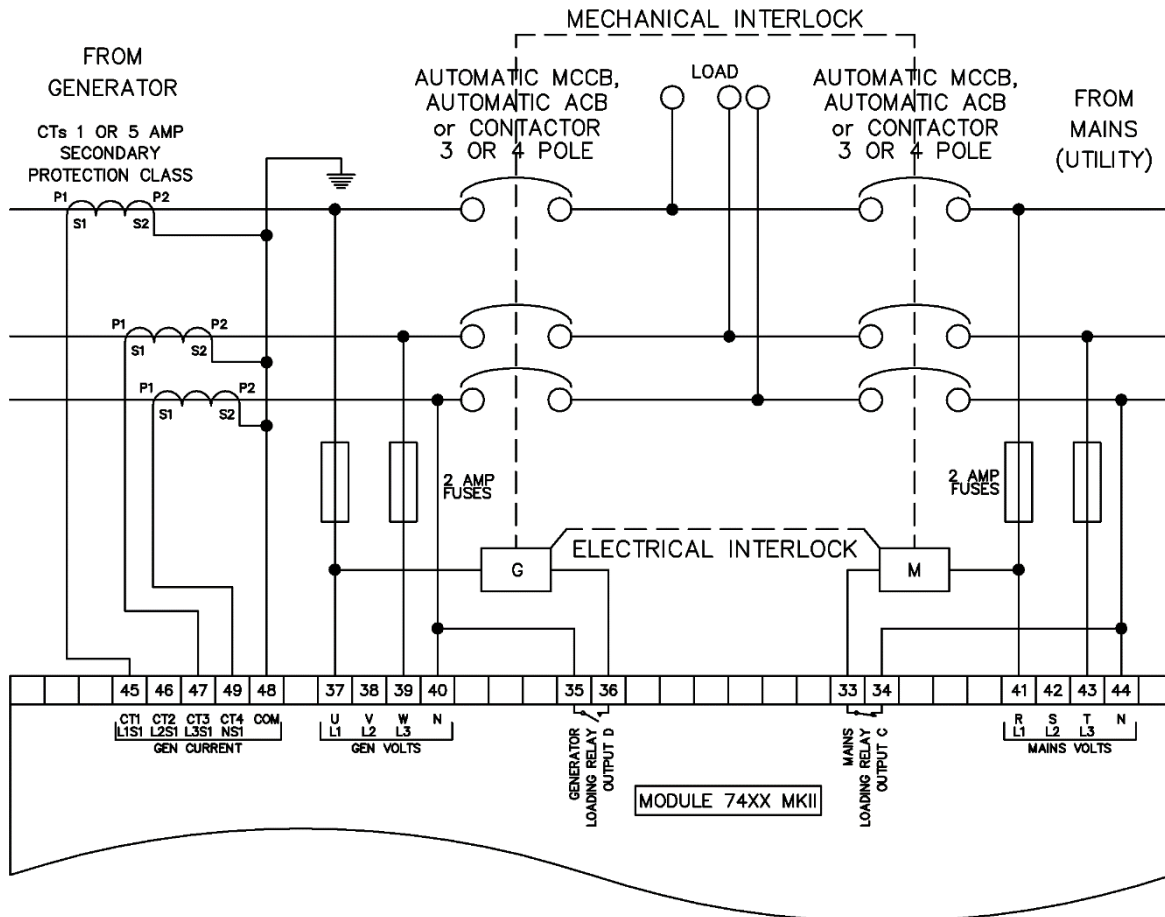 MECHANICAL INTERLOCK
FROM
GENERATOR
CTs 1 OR 5 AMP
SECONDARY
PROTECTION CLASS
AUTOMATIC MCCB,
AUTOMATIC ACB
or CONTACTOR
3 OR 4 POLE
LOAD
AUTOMATIC MCCB,
AUTOMATIC ACB
or CONTACTOR
3 OR 4 POLE
FROM
MAINS
(UTILITY)
P1 P2
S1 S2
P1 P2
S1 S2
P1 P2
S1 S2
2 AMP
FUSES
2 AMP
FUSES
ELECTRICAL INTERLOCK
G
M
45 46 47 49 48 37 38 39 40 35 36 33 34 41 42 43 44
CT1 CT2 CT3 CT4 COM
L1S1 L2S1 L3S1 NS1
GEN CURRENT
U V W N
L1 L2 L3
GEN VOLTS
GENERATOR
LOADING RELAY
OUTPUT D
MAINS
LOADING RELAY
OUTPUT C
R S T N
L1 L2 L3
MAINS VOLTS
MODULE 74XX MKII